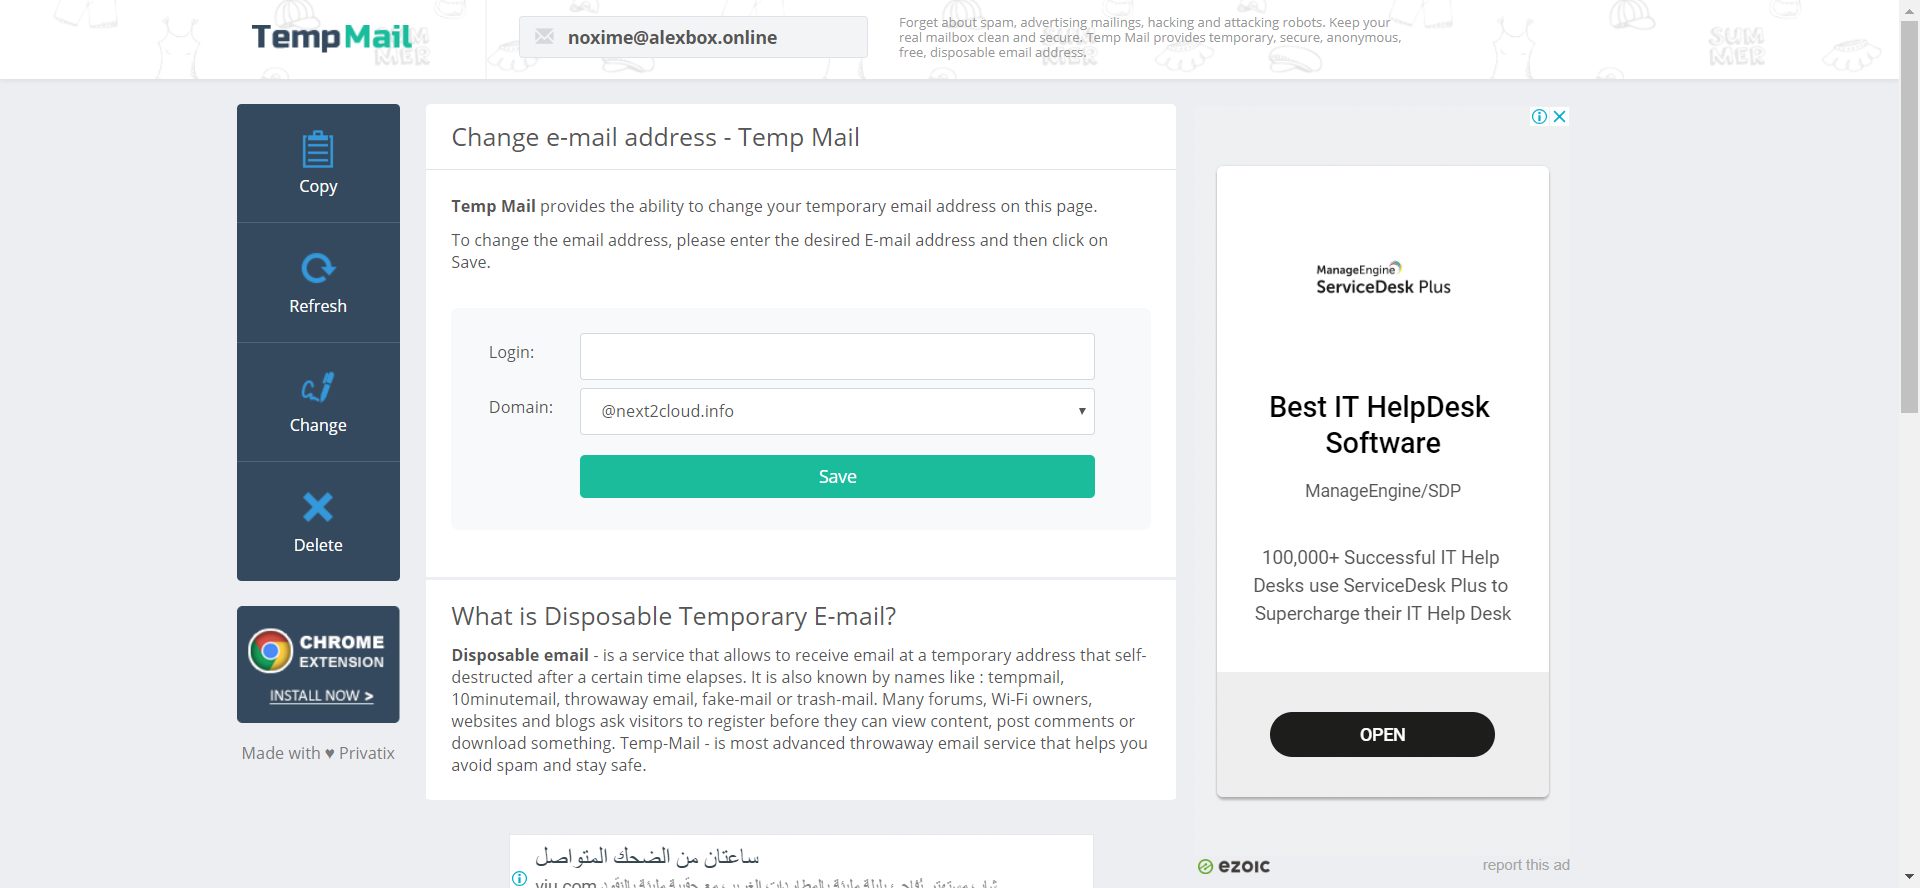 TempMail
noxime@alexbox.online
Forget about spam, advertising mailings, hacking and attacking robots. Keep your
real mailbox clean and secure. Temp Mail provides temporary, secure, anonymous,
free, disposable email address.
SUM
MER
Copy
Refresh
Change
Delete
CHROME
EXTENSION
INSTALL NOW >
Made with ♥ Privatix
Change e-mail address - Temp Mail
Temp Mail provides the ability to change your temporary email address on this page.
To change the email address, please enter the desired E-mail address and then click on
Save.
Login:
Domain:
@next2cloud.info
Save
What is Disposable Temporary E-mail?
Disposable email - is a service that allows to receive email at a temporary address that self-
destructed after a certain time elapses. It is also known by names like : tempmail,
10minutemail, throwaway email, fake-mail or trash-mail. Many forums, Wi-Fi owners,
websites and blogs ask visitors to register before they can view content, post comments or
download something. Temp-Mail - is most advanced throwaway email service that helps you
avoid spam and stay safe.
ساعتان من الضحك المتواصل
viu.com
ManageEngine
ServiceDesk Plus
Best IT HelpDesk
Software
ManageEngine/SDP
100,000+ Successful IT Help
Desks use ServiceDesk Plus to
Supercharge their IT Help Desk
OPEN
ezoic
report this ad